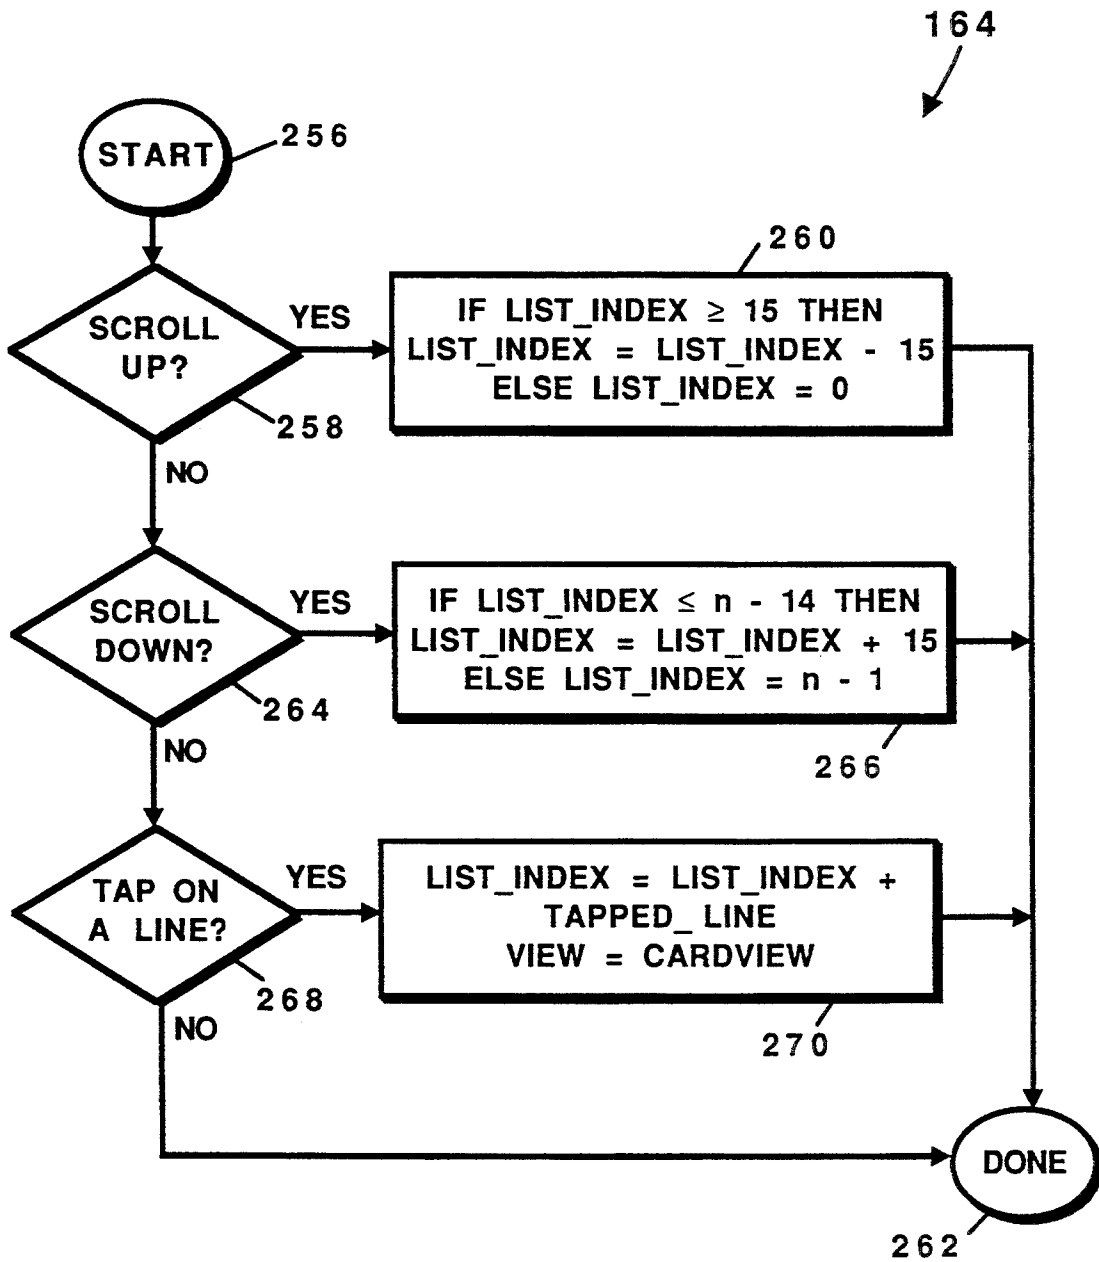 164
START
256
260
SCROLL
UP?
YES
IF LIST_INDEX ≥ 15 THEN
LIST_INDEX = LIST_INDEX - 15
ELSE LIST_INDEX = 0
258
NO
SCROLL
DOWN?
YES
IF LIST_INDEX ≤ n - 14 THEN
LIST_INDEX = LIST_INDEX + 15
ELSE LIST_INDEX = n - 1
264
266
NO
TAP ON
A LINE?
YES
LIST_INDEX = LIST_INDEX +
TAPPED_ LINE
VIEW = CARDVIEW
268
270
NO
DONE
262